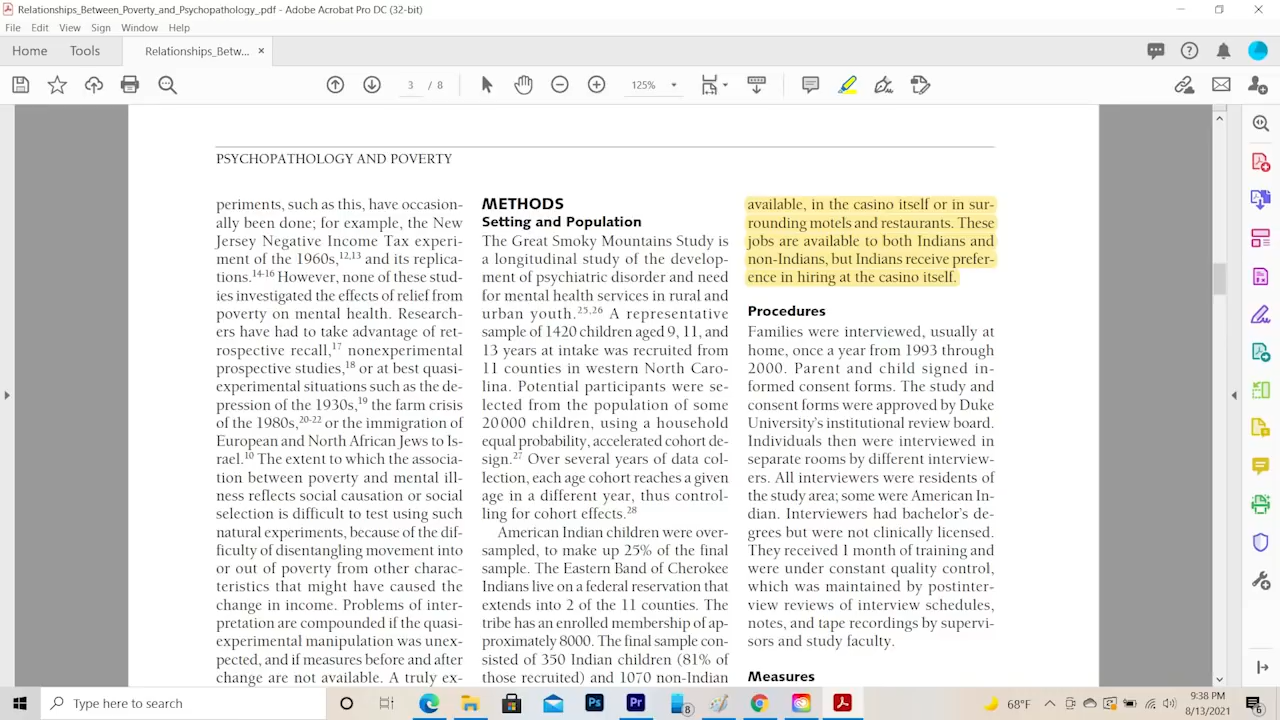 Relationships_Between_Poverty_and_Psychopathology_.pdf - Adobe Acrobat Pro DC (32-bit)
File Edit View Sign Window Help
Home Tools Relationships_Betw... ×
3 / 8 125%
PSYCHOPATHOLOGY AND POVERTY
periments, such as this, have occasion-
ally been done; for example, the New
Jersey Negative Income Tax experi-
ment of the 1960s,12,13 and its replica-
tions.14-16 However, none of these stud-
ies investigated the effects of relief from
poverty on mental health. Research-
ers have had to take advantage of ret-
rospective recall,17 nonexperimental
prospective studies,18 or at best quasi-
experimental situations such as the de-
pression of the 1930s,19 the farm crisis
of the 1980s,20-22 or the immigration of
European and North African Jews to Is-
rael.10 The extent to which the associa-
tion between poverty and mental ill-
ness reflects social causation or social
selection is difficult to test using such
natural experiments, because of the dif-
ficulty of disentangling movement into
or out of poverty from other charac-
teristics that might have caused the
change in income. Problems of inter-
pretation are compounded if the quasi-
experimental manipulation was unex-
pected, and if measures before and after
change are not available. A truly ex-
METHODS
Setting and Population
The Great Smoky Mountains Study is
a longitudinal study of the develop-
ment of psychiatric disorder and need
for mental health services in rural and
urban youth.25,26 A representative
sample of 1420 children aged 9, 11, and
13 years at intake was recruited from
11 counties in western North Caro-
lina. Potential participants were se-
lected from the population of some
20 000 children, using a household
equal probability, accelerated cohort de-
sign.27 Over several years of data col-
lection, each age cohort reaches a given
age in a different year, thus control-
ling for cohort effects.28
American Indian children were over-
sampled, to make up 25% of the final
sample. The Eastern Band of Cherokee
Indians live on a federal reservation that
extends into 2 of the 11 counties. The
tribe has an enrolled membership of ap-
proximately 8000. The final sample con-
sisted of 350 Indian children (81% of
those recruited) and 1070 non-Indian
available, in the casino itself or in sur-
rounding motels and restaurants. These
jobs are available to both Indians and
non-Indians, but Indians receive prefer-
ence in hiring at the casino itself.
Procedures
Families were interviewed, usually at
home, once a year from 1993 through
2000. Parent and child signed in-
formed consent forms. The study and
consent forms were approved by Duke
University's institutional review board.
Individuals then were interviewed in
separate rooms by different interview-
ers. All interviewers were residents of
the study area; some were American In-
dian. Interviewers had bachelor's de-
grees but were not clinically licensed.
They received 1 month of training and
were under constant quality control,
which was maintained by postinter-
view reviews of interview schedules,
notes, and tape recordings by supervi-
sors and study faculty.
Measures
Type here to search
Ps
Pr
8
68°F
9:38 PM
8/13/2021
6